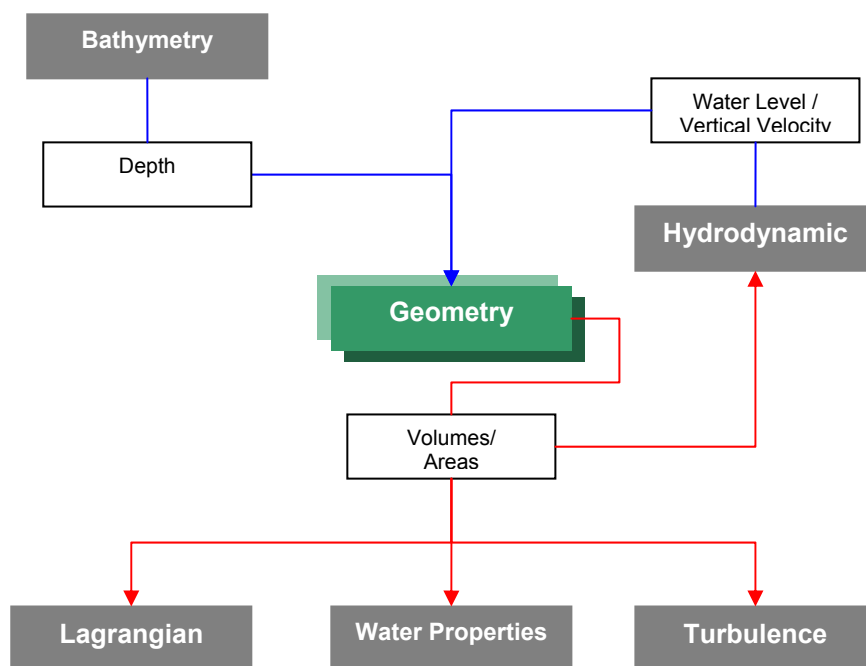 Bathymetry
Water Level /
Vertical Velocity
Depth
Hydrodynamic
Geometry
Volumes/
Areas
Lagrangian
Water Properties
Turbulence